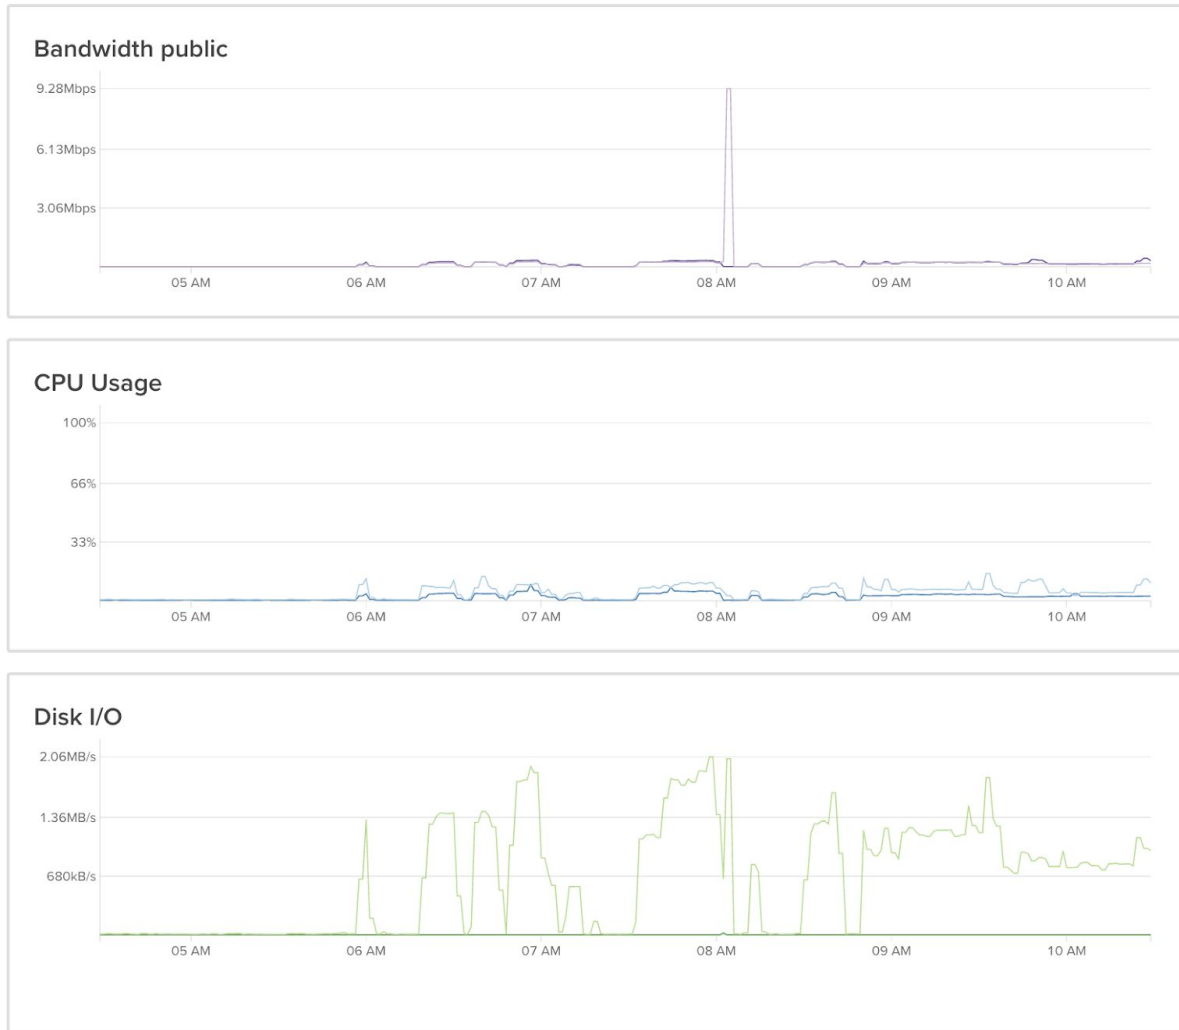 Bandwidth public
9.28Mbps
6.13Mbps
3.06Mbps
05 AM 06 AM 07 AM 08 AM 09 AM 10 AM
CPU Usage
100%
66%
33%
05 AM 06 AM 07 AM 08 AM 09 AM 10 AM
Disk I/O
2.06MB/s
1.36MB/s
680kB/s
05 AM 06 AM 07 AM 08 AM 09 AM 10 AM